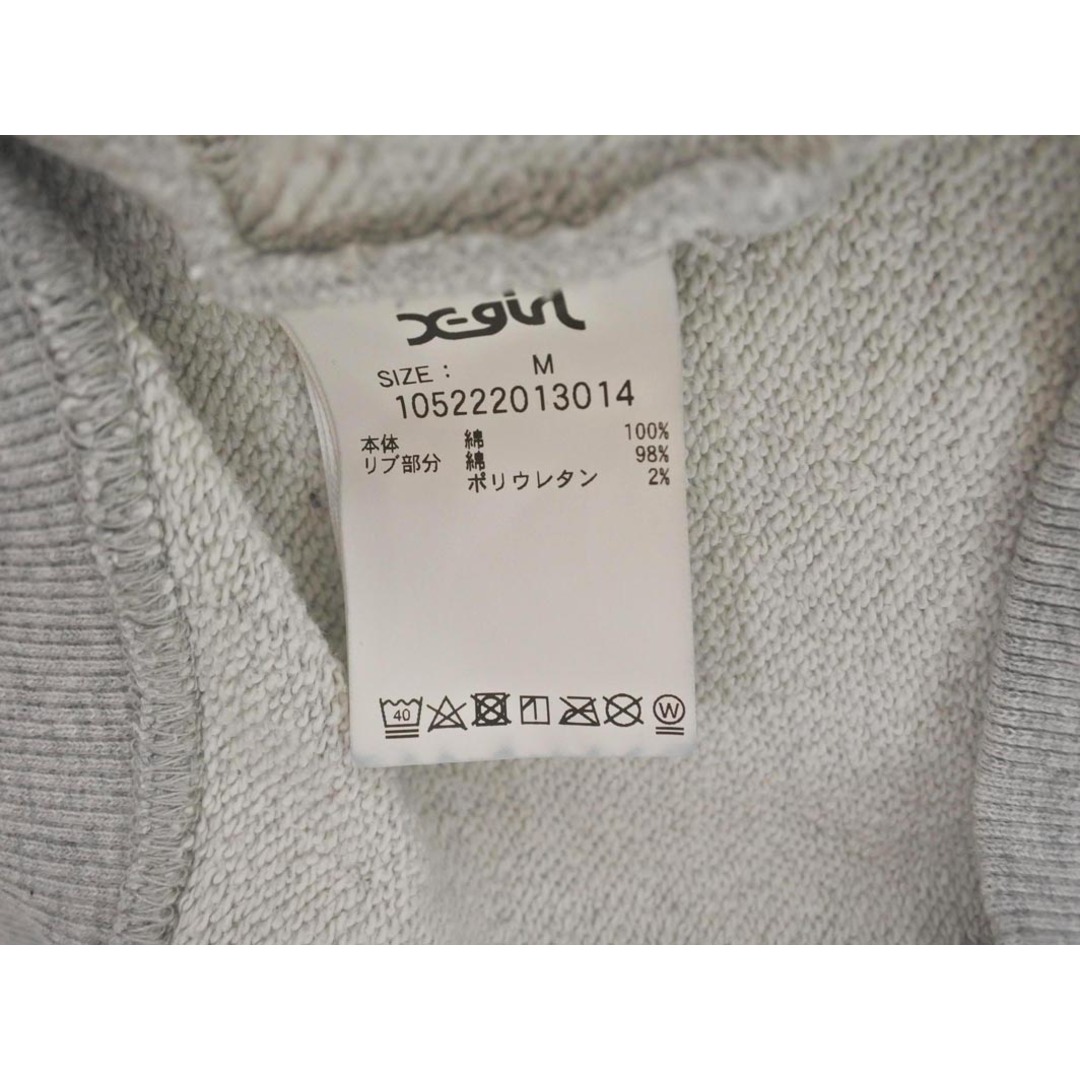 X-girl
SIZE : M
105222013014
本体 綿 100%
リブ部分 綿 98%
ポリウレタン 2%
40 W